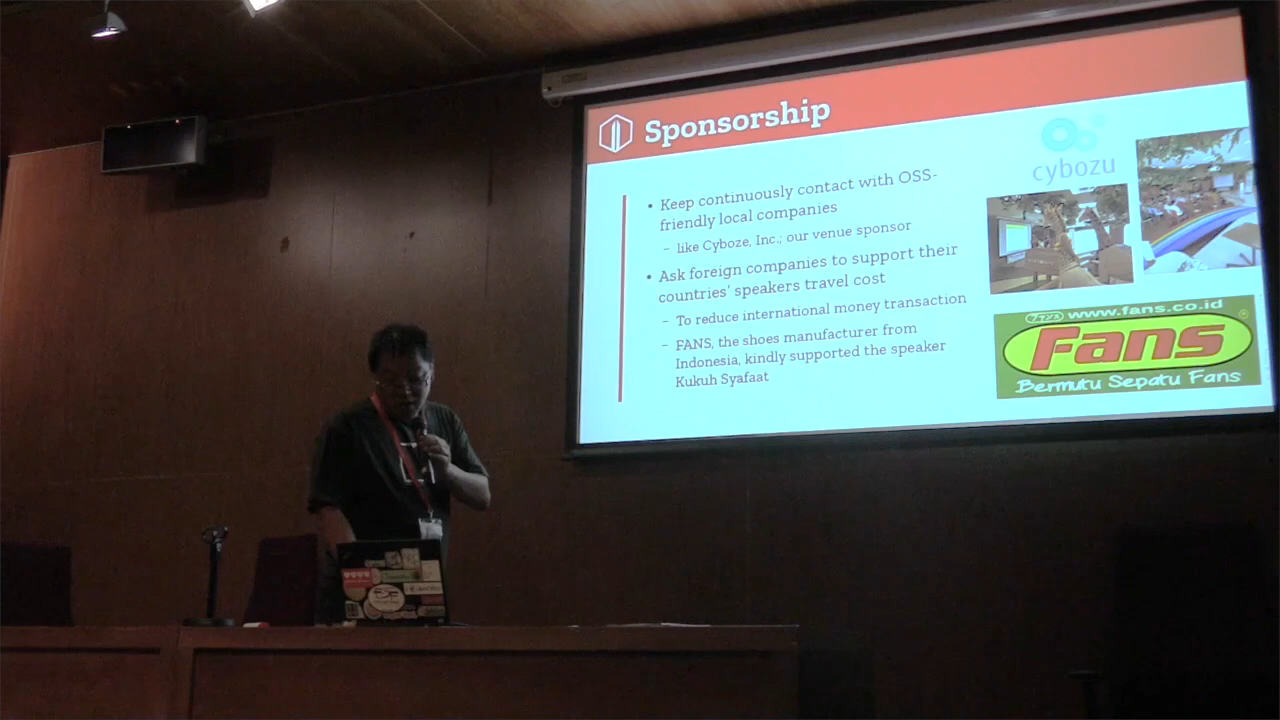 Sponsorship
• Keep continuously contact with OSS-
friendly local companies
– like Cyboze, Inc.; our venue sponsor
• Ask foreign companies to support their
countries' speakers travel cost
– To reduce international money transaction
– FANS, the shoes manufacturer from
Indonesia, kindly supported the speaker
Kukuh Syafaat
cybozu
www.fans.co.id
Fans
Bermutu Sepatu Fans